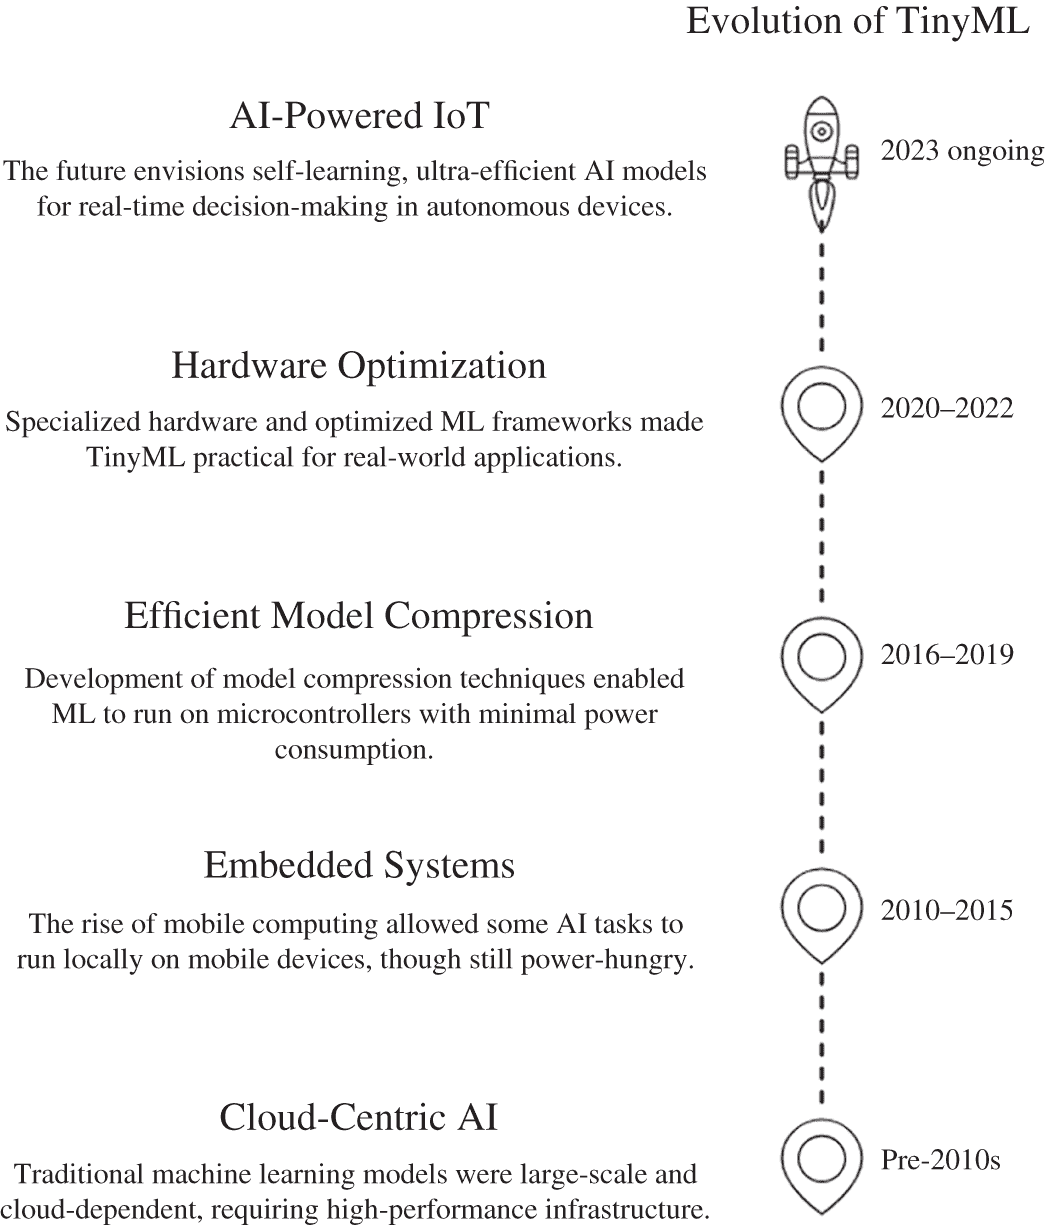 Evolution of TinyML
AI-Powered IoT
2023 ongoing
The future envisions self-learning, ultra-efficient AI models
for real-time decision-making in autonomous devices.
Hardware Optimization
2020–2022
Specialized hardware and optimized ML frameworks made
TinyML practical for real-world applications.
Efficient Model Compression
2016–2019
Development of model compression techniques enabled
ML to run on microcontrollers with minimal power
consumption.
Embedded Systems
2010–2015
The rise of mobile computing allowed some AI tasks to
run locally on mobile devices, though still power-hungry.
Cloud-Centric AI
Pre-2010s
Traditional machine learning models were large-scale and
cloud-dependent, requiring high-performance infrastructure.